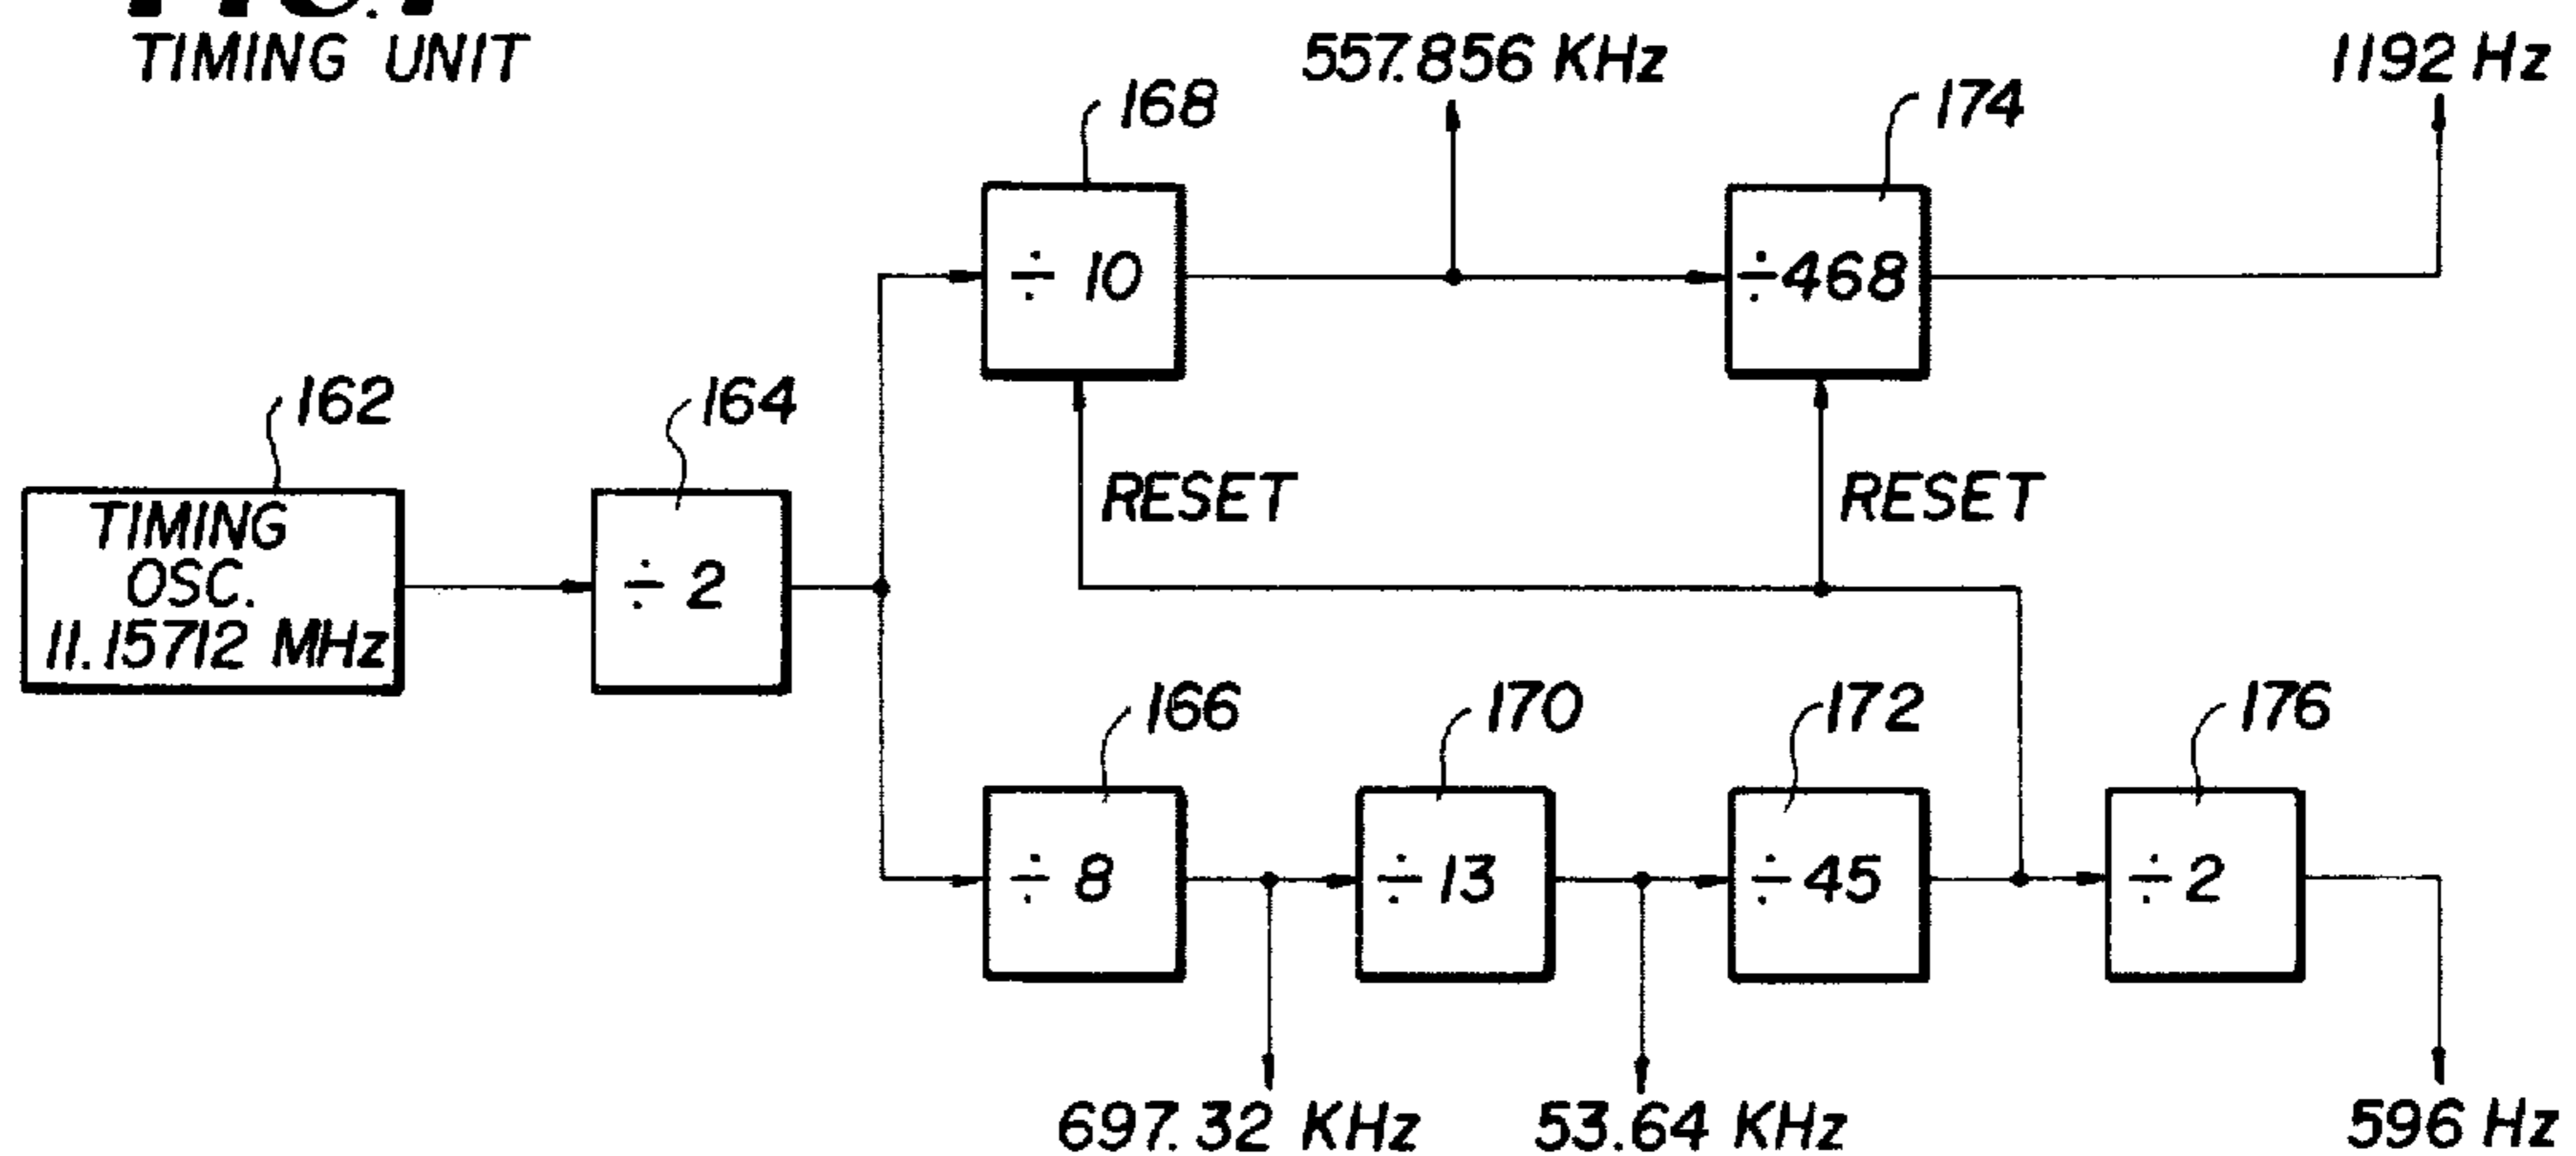 TIMING UNIT
557.856 KHz
1192 Hz
168
174
÷ 10
÷468
162
164
RESET
RESET
TIMING
OSC.
11.15712 MHz
÷ 2
166
170
172
176
÷ 8
÷ 13
÷ 45
÷ 2
697.32 KHz
53.64 KHz
596 Hz